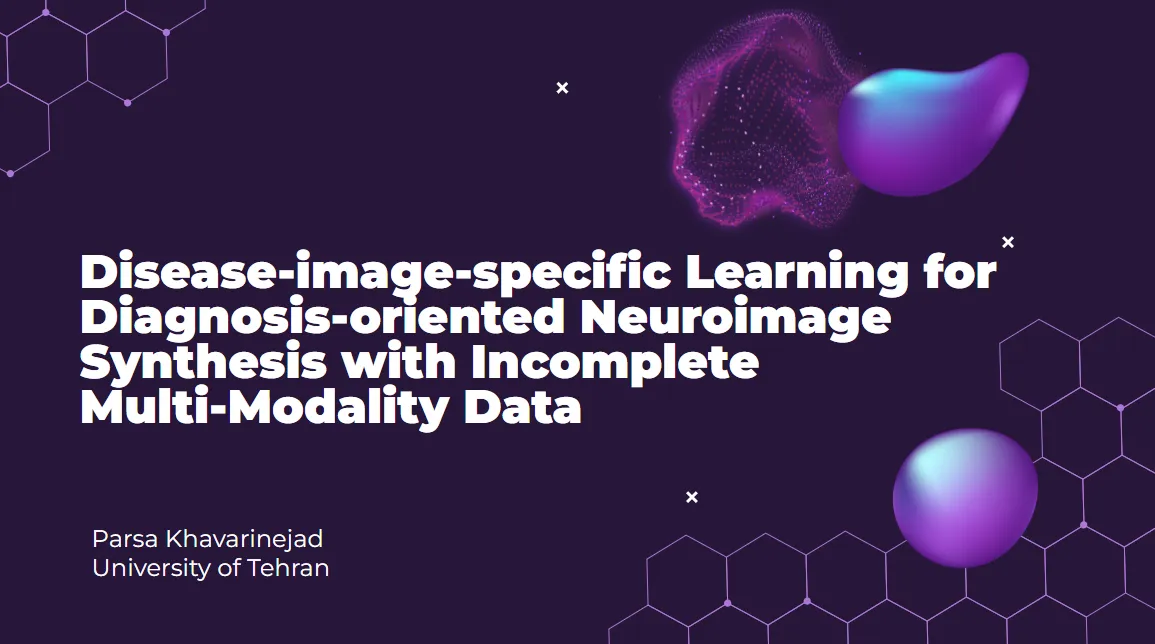 Disease-image-specific Learning for
Diagnosis-oriented Neuroimage
Synthesis with Incomplete
Multi-Modality Data
Parsa Khavarinejad
University of Tehran